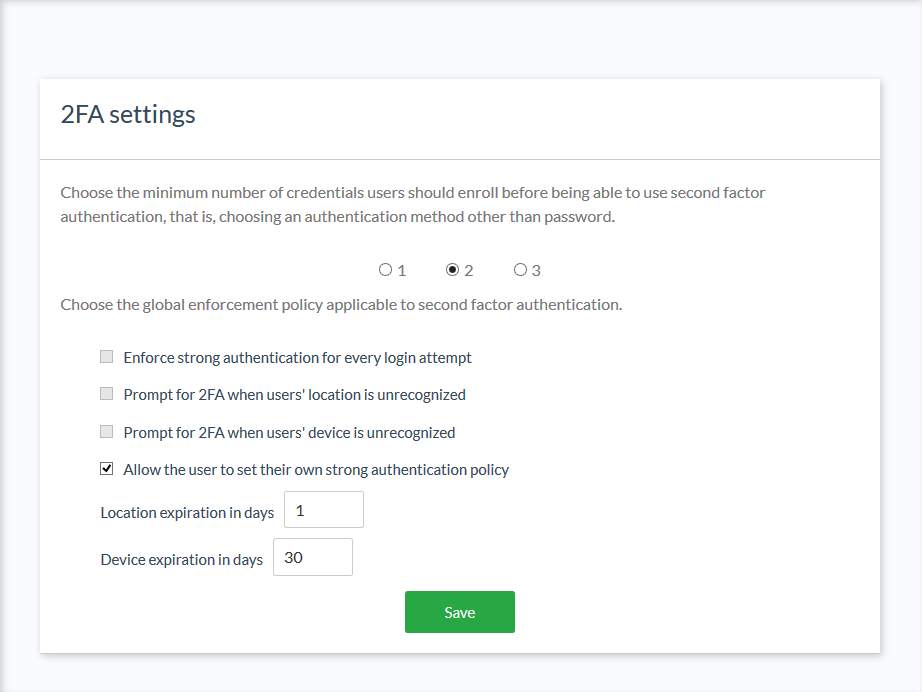 2FA settings
Choose the minimum number of credentials users should enroll before being able to use second factor
authentication, that is, choosing an authentication method other than password.
1 2 3
Choose the global enforcement policy applicable to second factor authentication.
Enforce strong authentication for every login attempt
Prompt for 2FA when users' location is unrecognized
Prompt for 2FA when users' device is unrecognized
Allow the user to set their own strong authentication policy
Location expiration in days 1
Device expiration in days 30
Save